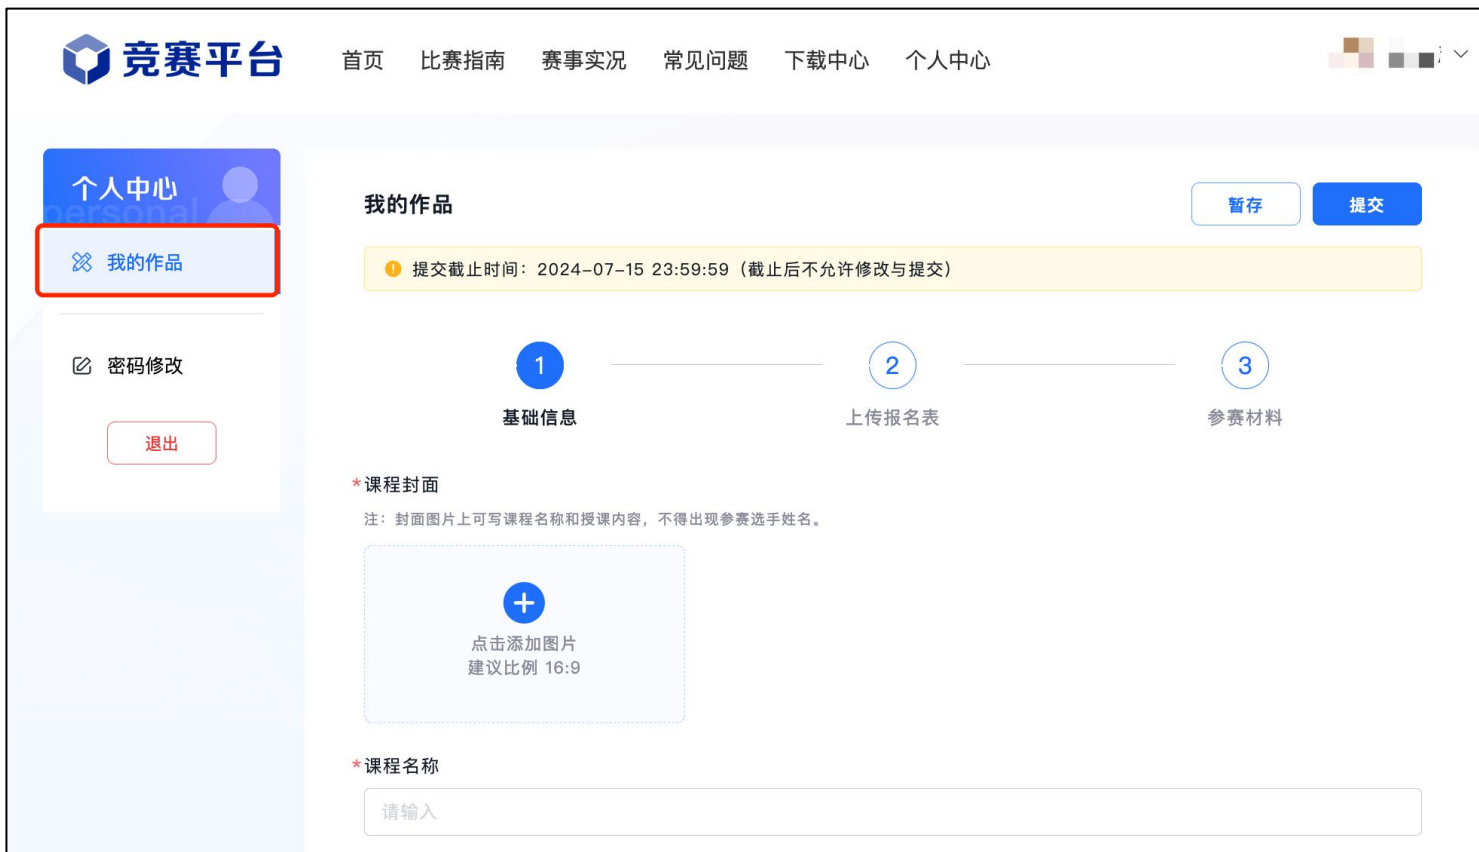 竞赛平台
首页 比赛指南 赛事实况 常见问题 下载中心 个人中心
个人中心
personal
我的作品
密码修改
退出
我的作品
暂存 提交
提交截止时间：2024-07-15 23:59:59（截止后不允许修改与提交）
1 2 3
基础信息 上传报名表 参赛材料
*课程封面
注：封面图片上可写课程名称和授课内容，不得出现参赛选手姓名。
点击添加图片
建议比例 16:9
*课程名称
请输入